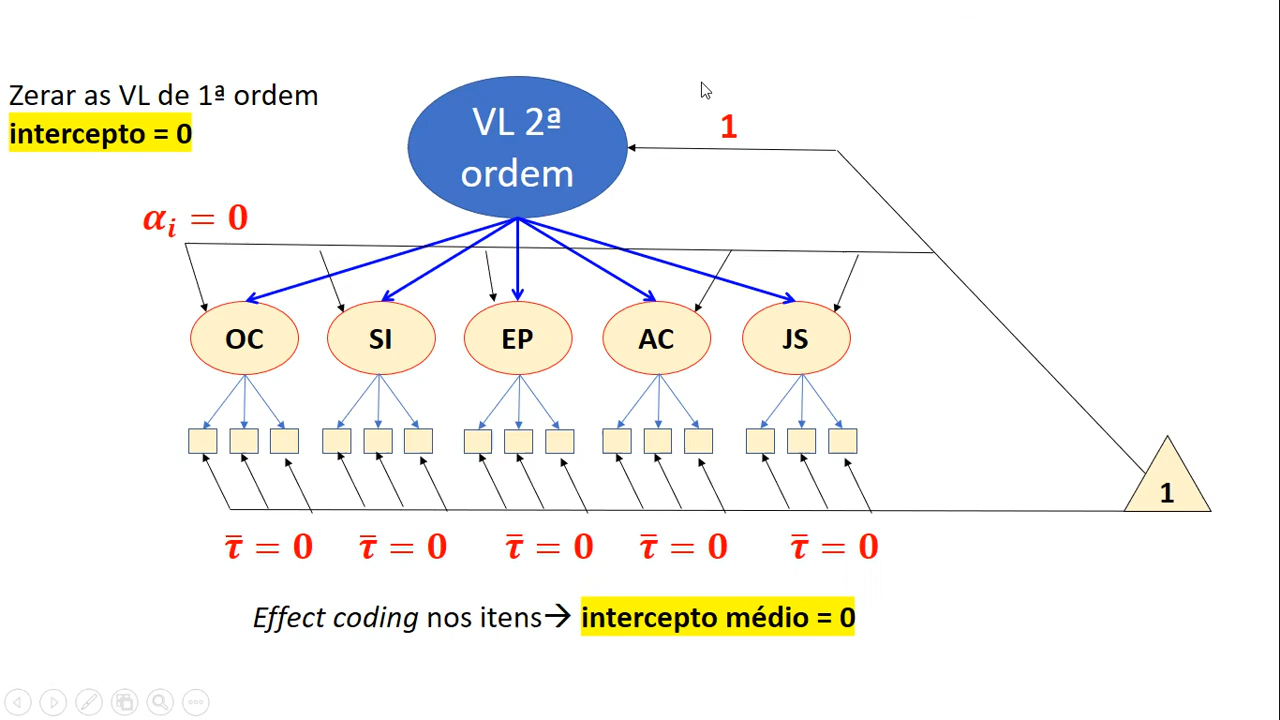 Zerar as VL de 1ª ordem
intercepto = 0
VL 2ª
ordem
1
αᵢ = 0
OC SI EP AC JS
1
τ̄ = 0 τ̄ = 0 τ̄ = 0 τ̄ = 0 τ̄ = 0
Effect coding nos itens→ intercepto médio = 0